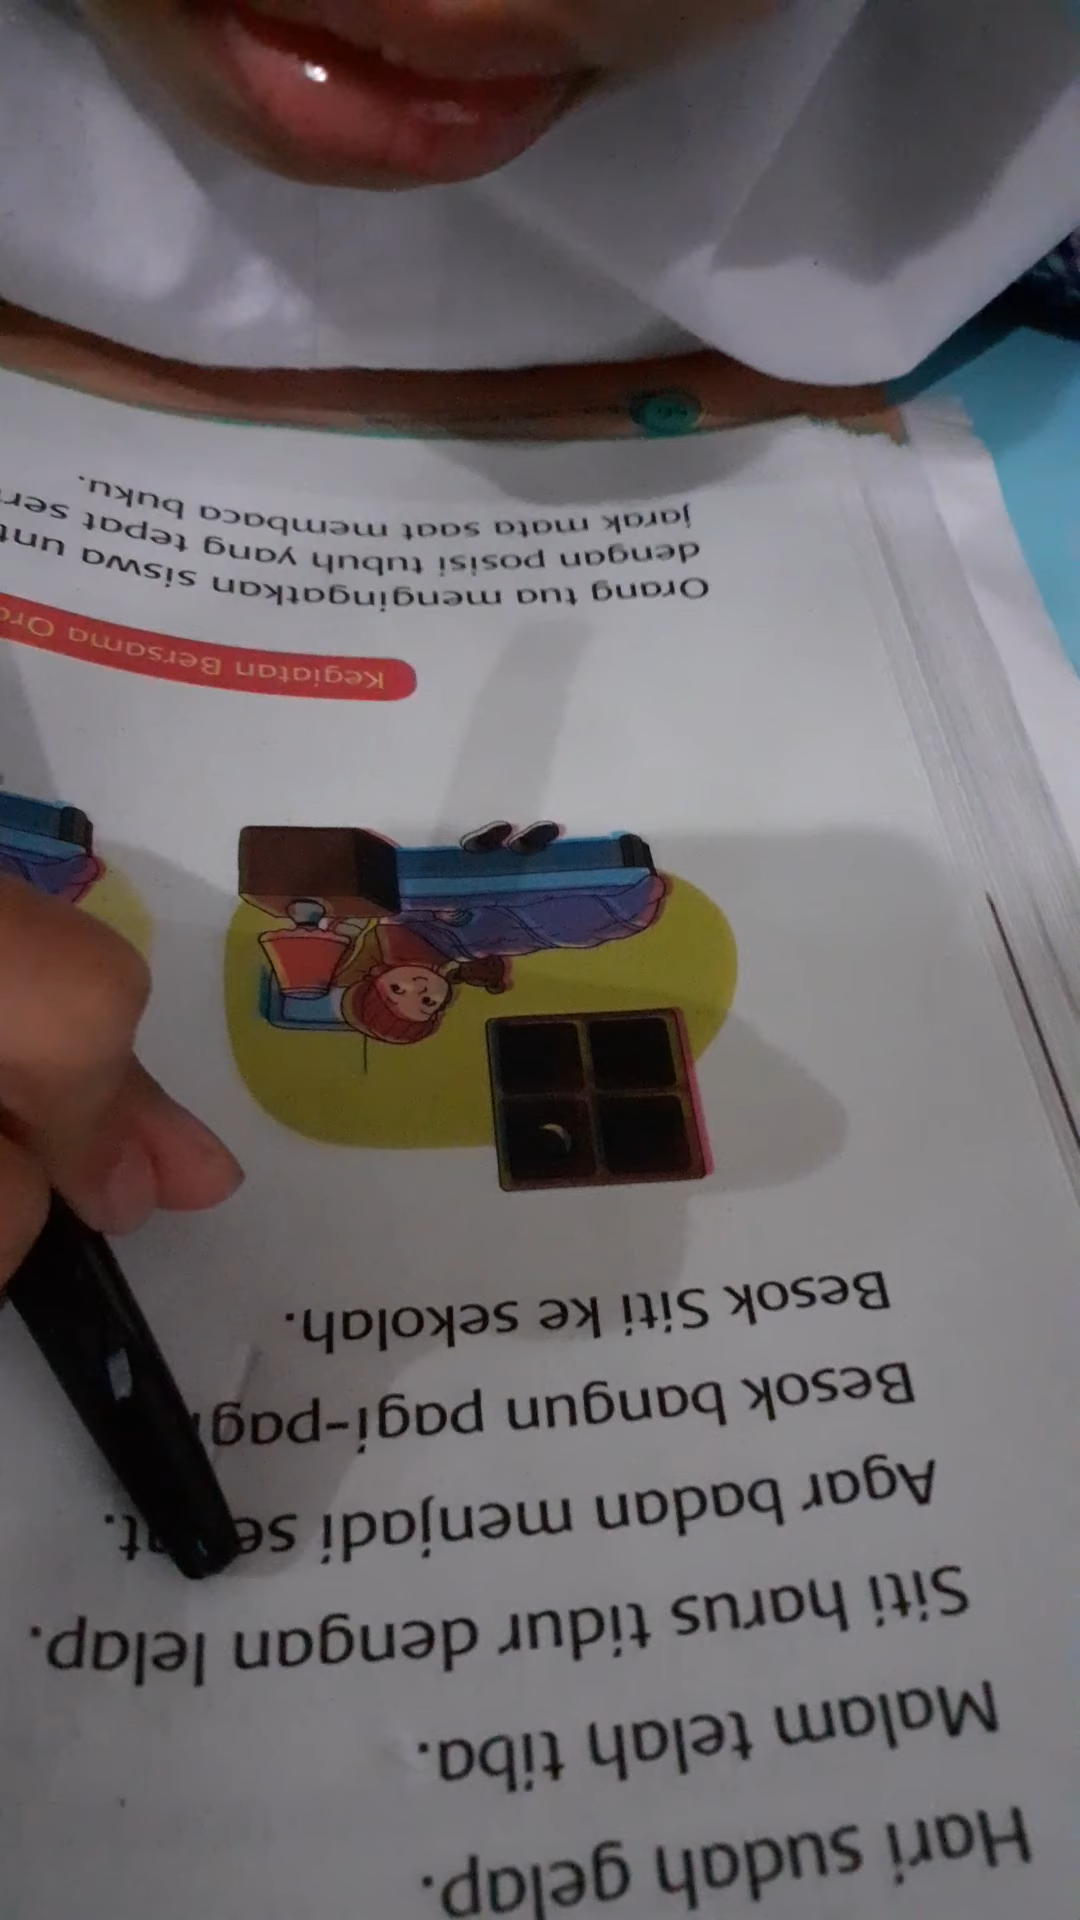 Hari sudah gelap.
Malam telah tiba.
Siti harus tidur dengan lelap.
Agar badan menjadi
Besok bangun pagi-pag
Besok Siti ke sekolah.
Kegiatan Bersama
Orang tua mengingatkan siswa
dengan posisi tubuh yang tepat
jarak mata saat membaca buku.